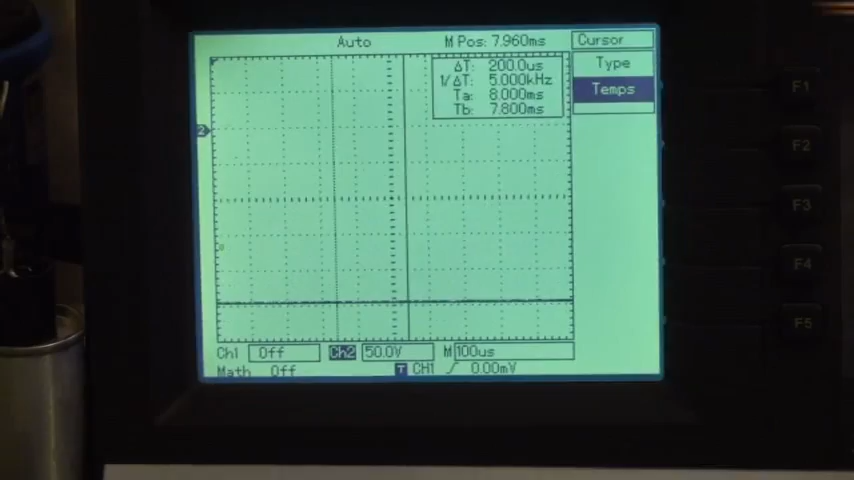 Auto M Pos: 7.960ms Cursor
ΔT: 200.0us Type
1/ΔT: 5.000kHz
Ta: 8.000ms Temps
Tb: 7.800ms
2
Ch1 Off Ch2 50.0V M 100us
Math Off T CH1 0.00mV
F1
F2
F3
F4
F5